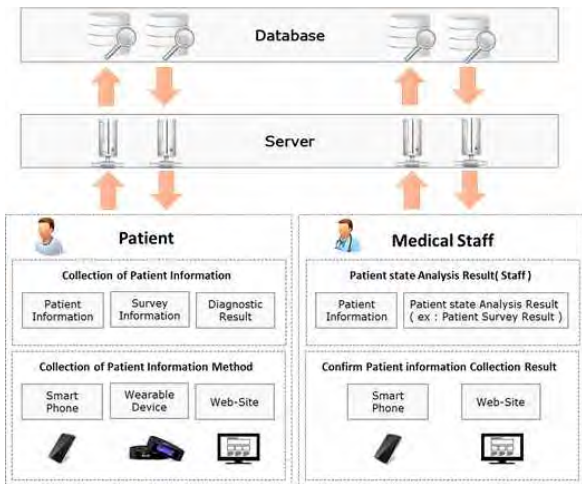 Database
Server
Patient
Collection of Patient Information
Patient
Information
Survey
Information
Diagnostic
Result
Collection of Patient Information Method
Smart
Phone
Wearable
Device
Web-Site
Medical Staff
Patient state Analysis Result( Staff )
Patient
Information
Patient state Analysis Result
( ex : Patient Survey Result )
Confirm Patient information Collection Result
Smart
Phone
Web-Site